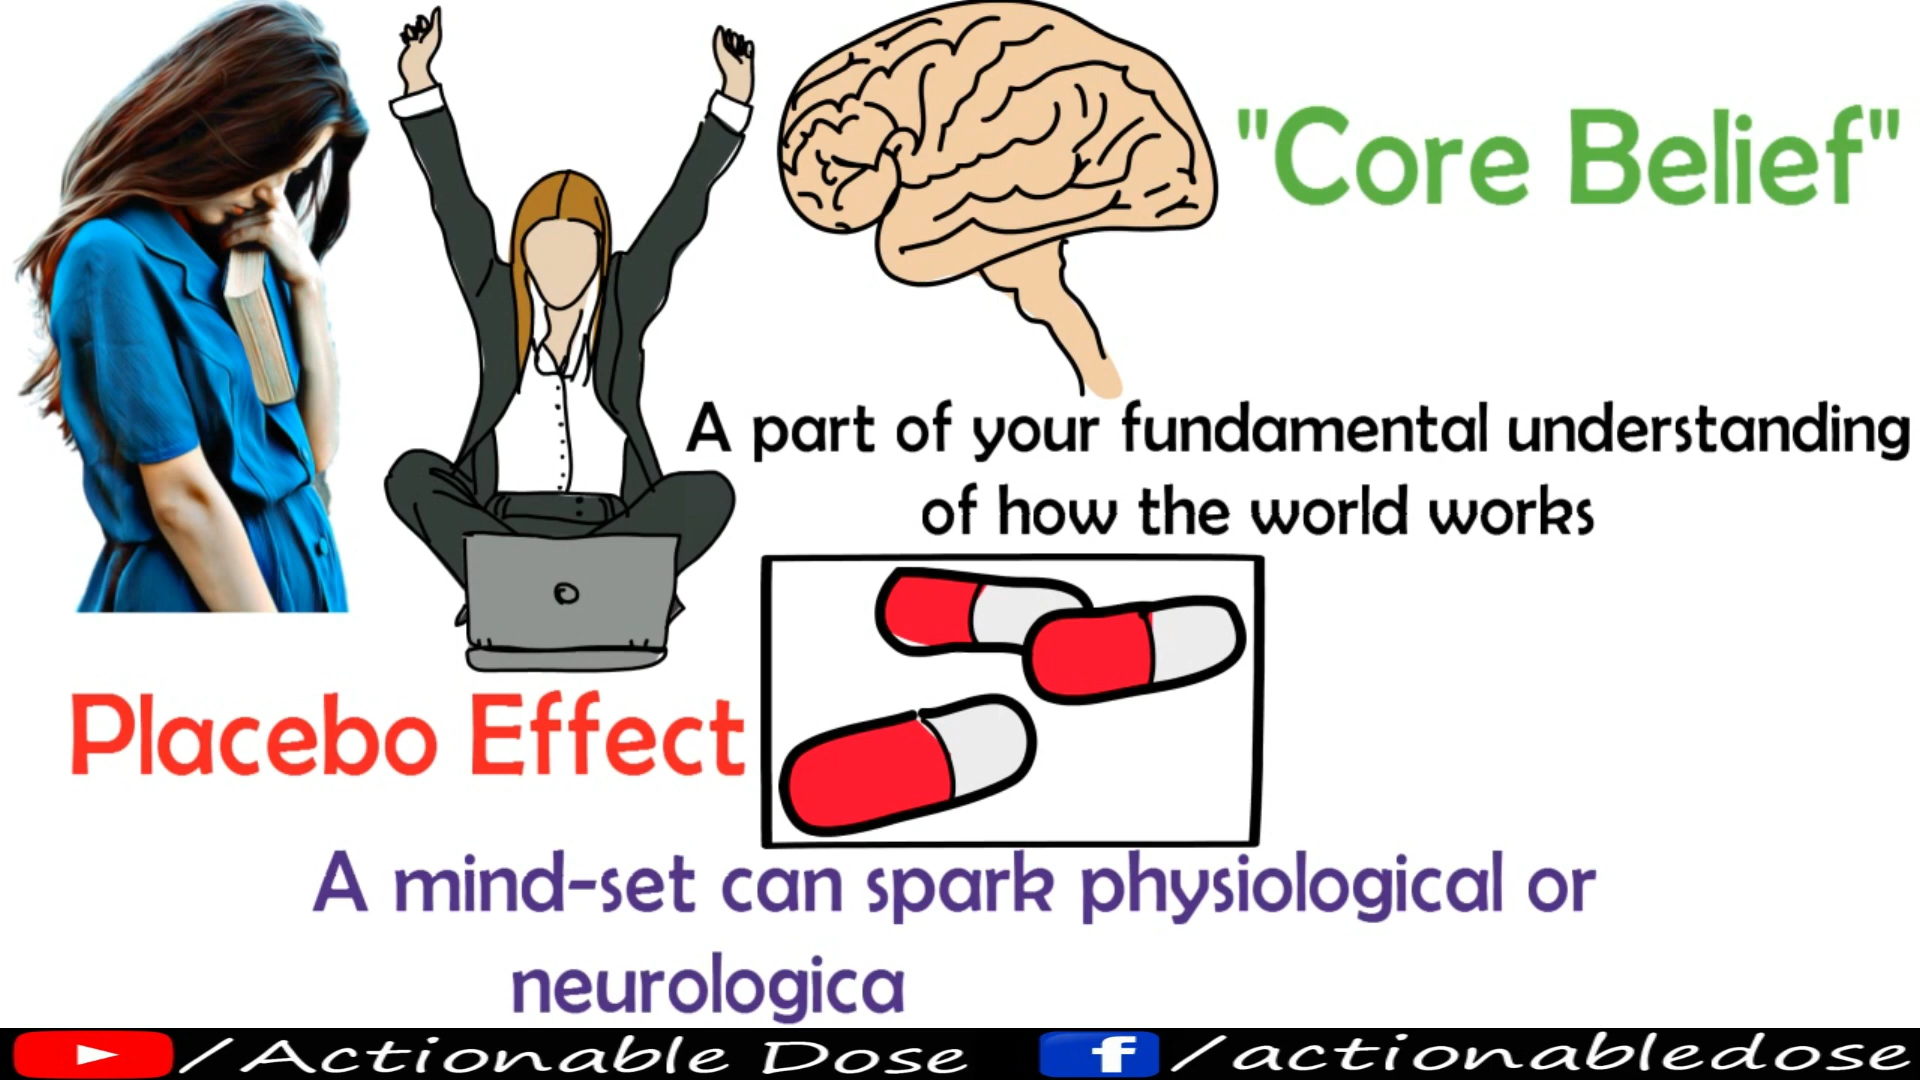 "Core Belief"
A part of your fundamental understanding
of how the world works
Placebo Effect
A mind-set can spark physiological or
neurologica
/Actionable Dose
f /actionabledose